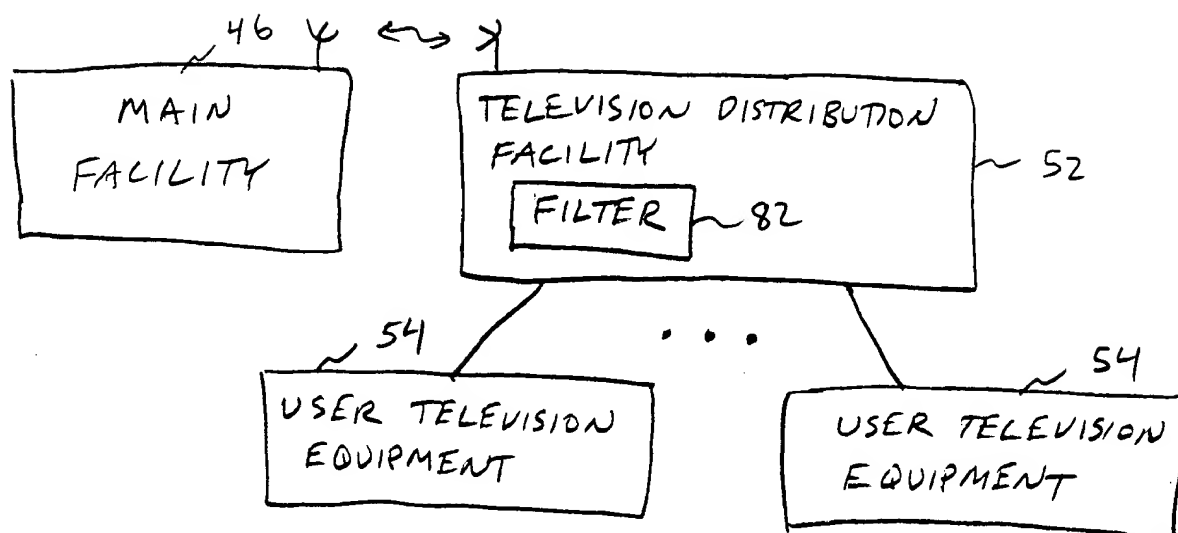 46
MAIN
FACILITY
TELEVISION DISTRIBUTION
FACILITY
52
FILTER
82
54
USER TELEVISION
EQUIPMENT
54
USER TELEVISION
EQUIPMENT